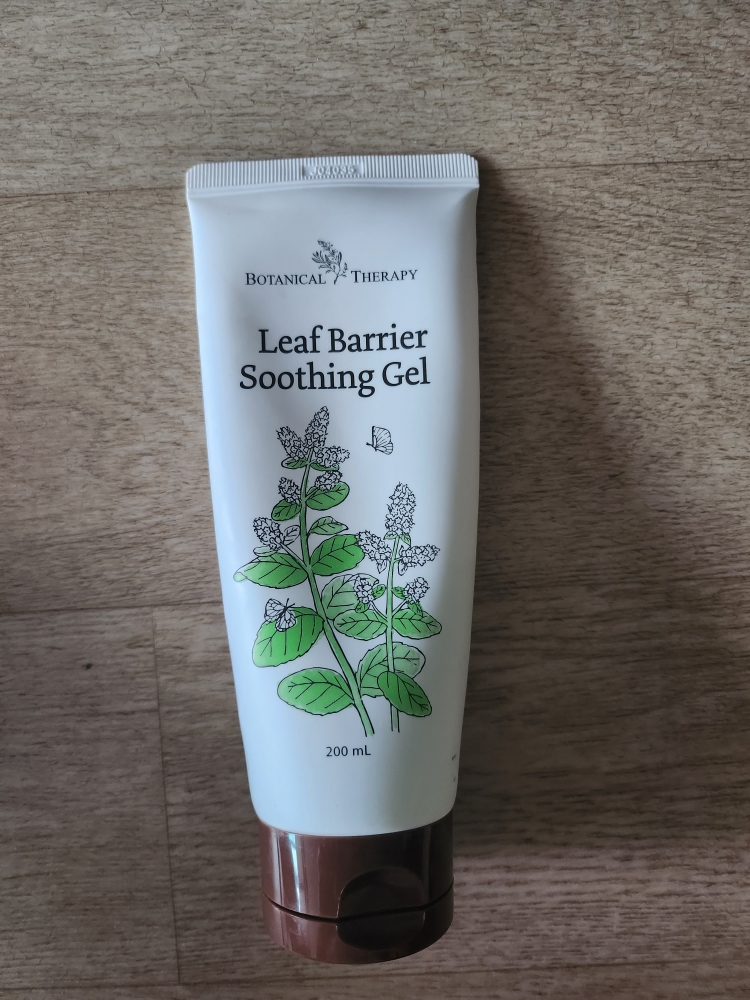 BOTANICAL THERAPY
Leaf Barrier
Soothing Gel
200 mL